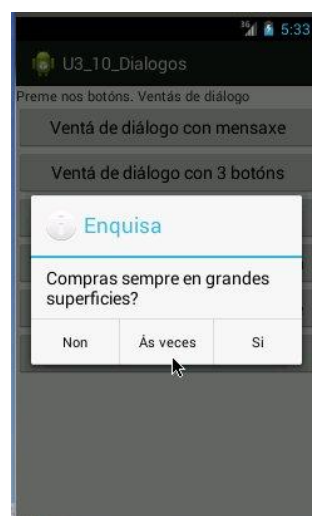 3G 5:33
U3_10_Dialogos
Preme nos botóns. Ventás de diálogo
Ventá de diálogo con mensaxe
Ventá de diálogo con 3 botóns
Enquisa
Compras sempre en grandes
superficies?
Non Ás veces Si